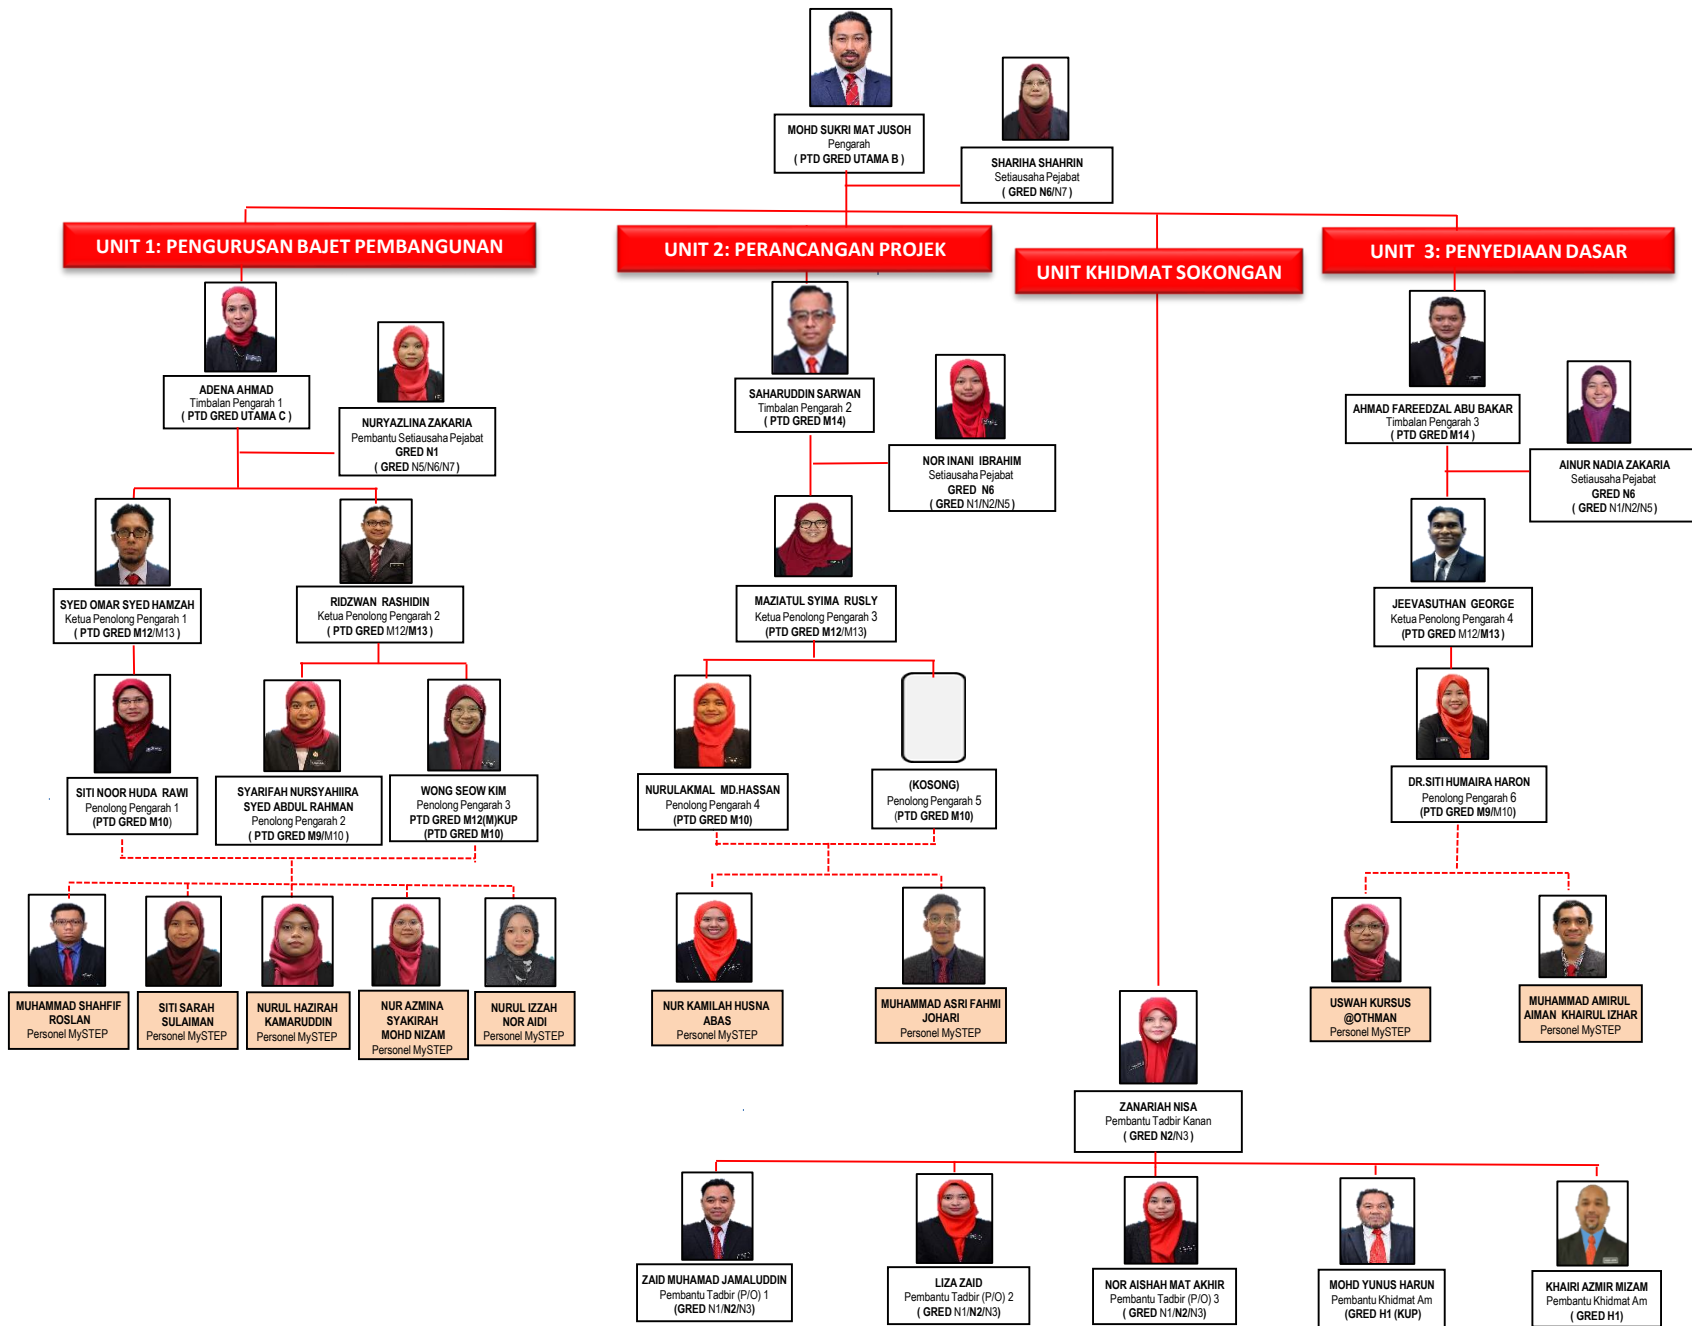 MOHD SUKRI MAT JUSOH
Pengarah
( PTD GRED UTAMA B )
SHARIHA SHAHRIN
Setiausaha Pejabat
( GRED N6/N7)
UNIT 1: PENGURUSAN BAJET PEMBANGUNAN
UNIT 2: PERANCANGAN PROJEK
UNIT KHIDMAT SOKONGAN
UNIT 3: PENYEDIAAN DASAR
ADENA AHMAD
Timbalan Pengarah 1
( PTD GRED UTAMA C )
NURYAZLINA ZAKARIA
Pembantu Setiausaha Pejabat
GRED N1
( GRED N5/N6/N7)
SYED OMAR SYED HAMZAH
Ketua Penolong Pengarah 1
( PTD GRED M12/M13 )
RIDZWAN RASHIDIN
Ketua Penolong Pengarah 2
( PTD GRED M12/M13)
SITI NOOR HUDA RAWI
Penolong Pengarah 1
(PTD GRED M10)
SYARIFAH NURSYAHIIRA
SYED ABDUL RAHMAN
Penolong Pengarah 2
( PTD GRED M9/M10 )
WONG SEOW KIM
Penolong Pengarah 3
PTD GRED M12(M)KUP
(PTD GRED M10)
MUHAMMAD SHAHFIF
ROSLAN
Personel MySTEP
SITI SARAH
SULAIMAN
Personel MySTEP
NURUL HAZIRAH
KAMARUDDIN
Personel MySTEP
NUR AZMINA
SYAKIRAH
MOHD NIZAM
Personel MySTEP
NURUL IZZAH
NOR AIDI
Personel MySTEP
SAHARUDDIN SARWAN
Timbalan Pengarah 2
( PTD GRED M14)
NOR INANI IBRAHIM
Setiausaha Pejabat
GRED N6
( GRED N1/N2/N5)
MAZIATUL SYIMA RUSLY
Ketua Penolong Pengarah 3
(PTD GRED M12/M13)
NURULAKMAL MD.HASSAN
Penolong Pengarah 4
(PTD GRED M10)
(KOSONG)
Penolong Pengarah 5
(PTD GRED M10)
NUR KAMILAH HUSNA
ABAS
Personel MySTEP
MUHAMMAD ASRI FAHMI
JOHARI
Personel MySTEP
AHMAD FAREEDZAL ABU BAKAR
Timbalan Pengarah 3
( PTD GRED M14 )
AINUR NADIA ZAKARIA
Setiausaha Pejabat
GRED N6
( GRED N1/N2/N5)
JEEVASUTHAN GEORGE
Ketua Penolong Pengarah 4
(PTD GRED M12/M13 )
DR.SITI HUMAIRA HARON
Penolong Pengarah 6
(PTD GRED M9/M10)
USWAH KURSUS
@OTHMAN
Personel MySTEP
MUHAMMAD AMIRUL
AIMAN KHAIRUL IZHAR
Personel MySTEP
ZANARIAH NISA
Pembantu Tadbir Kanan
( GRED N2/N3 )
ZAID MUHAMAD JAMALUDDIN
Pembantu Tadbir (P/O) 1
(GRED N1/N2/N3)
LIZA ZAID
Pembantu Tadbir (P/O) 2
( GRED N1/N2/N3)
NOR AISHAH MAT AKHIR
Pembantu Tadbir (P/O) 3
( GRED N1/N2/N3)
MOHD YUNUS HARUN
Pembantu Khidmat Am
(GRED H1 (KUP)
KHAIRI AZMIR MIZAM
Pembantu Khidmat Am
( GRED H1)